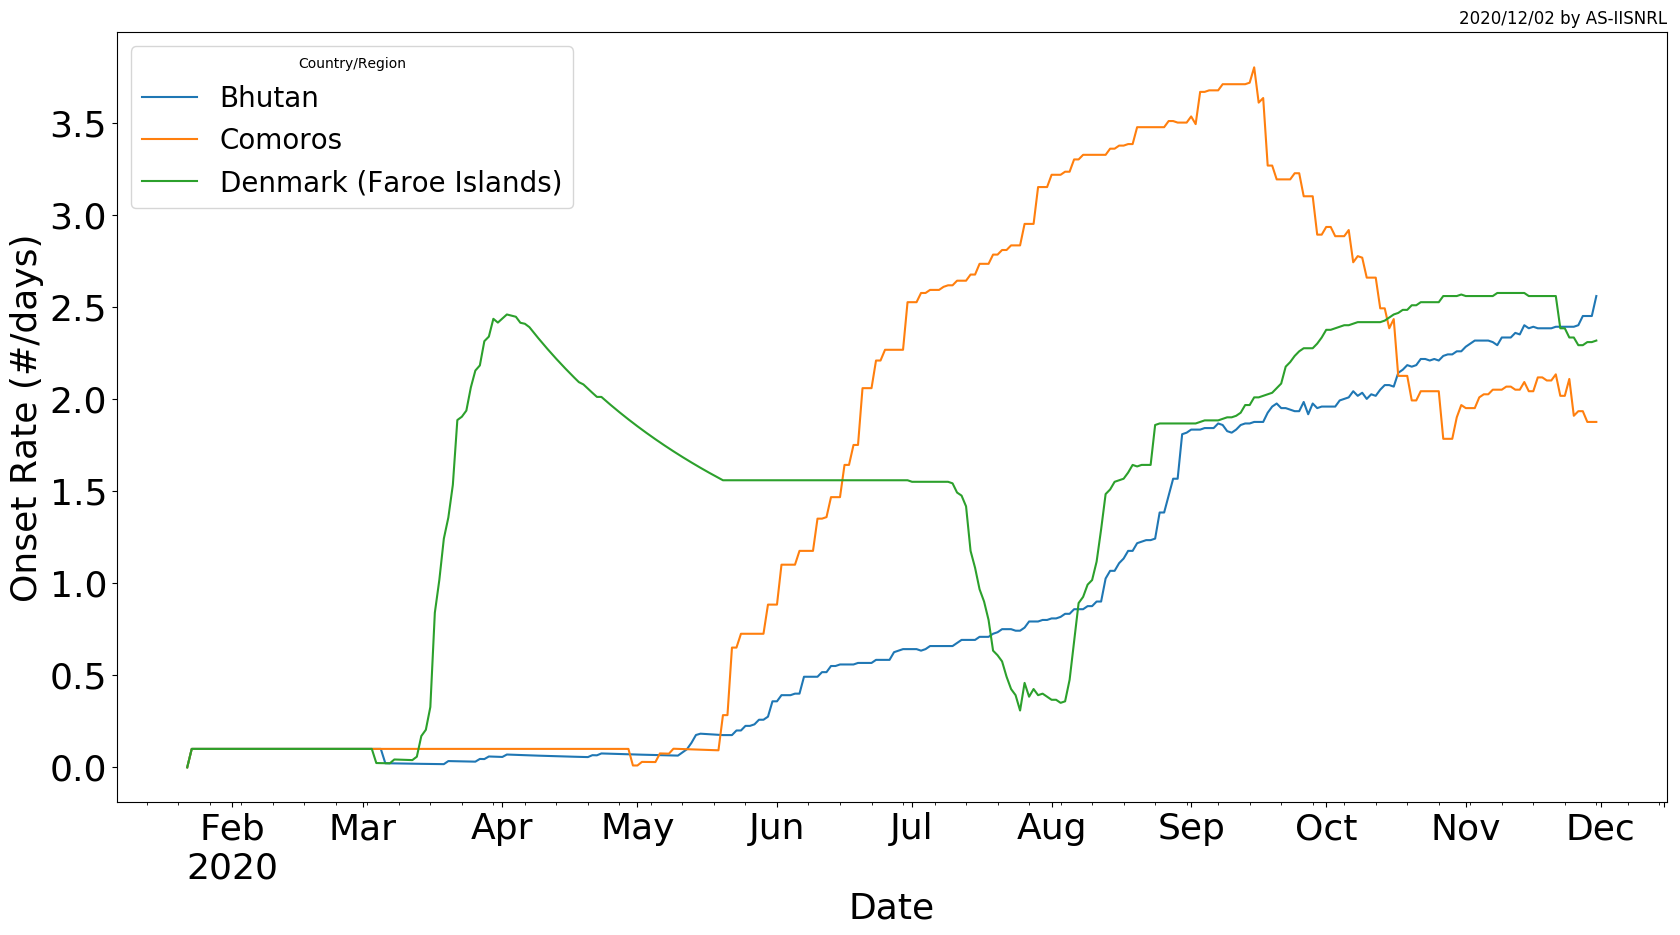 2020/12/02 by AS-IISNRL
Country/Region
Bhutan
Comoros
Denmark (Faroe Islands)
Onset Rate (#/days)
3.5
3.0
2.5
2.0
1.5
1.0
0.5
0.0
Feb Mar Apr May Jun Jul Aug Sep Oct Nov Dec
2020
Date